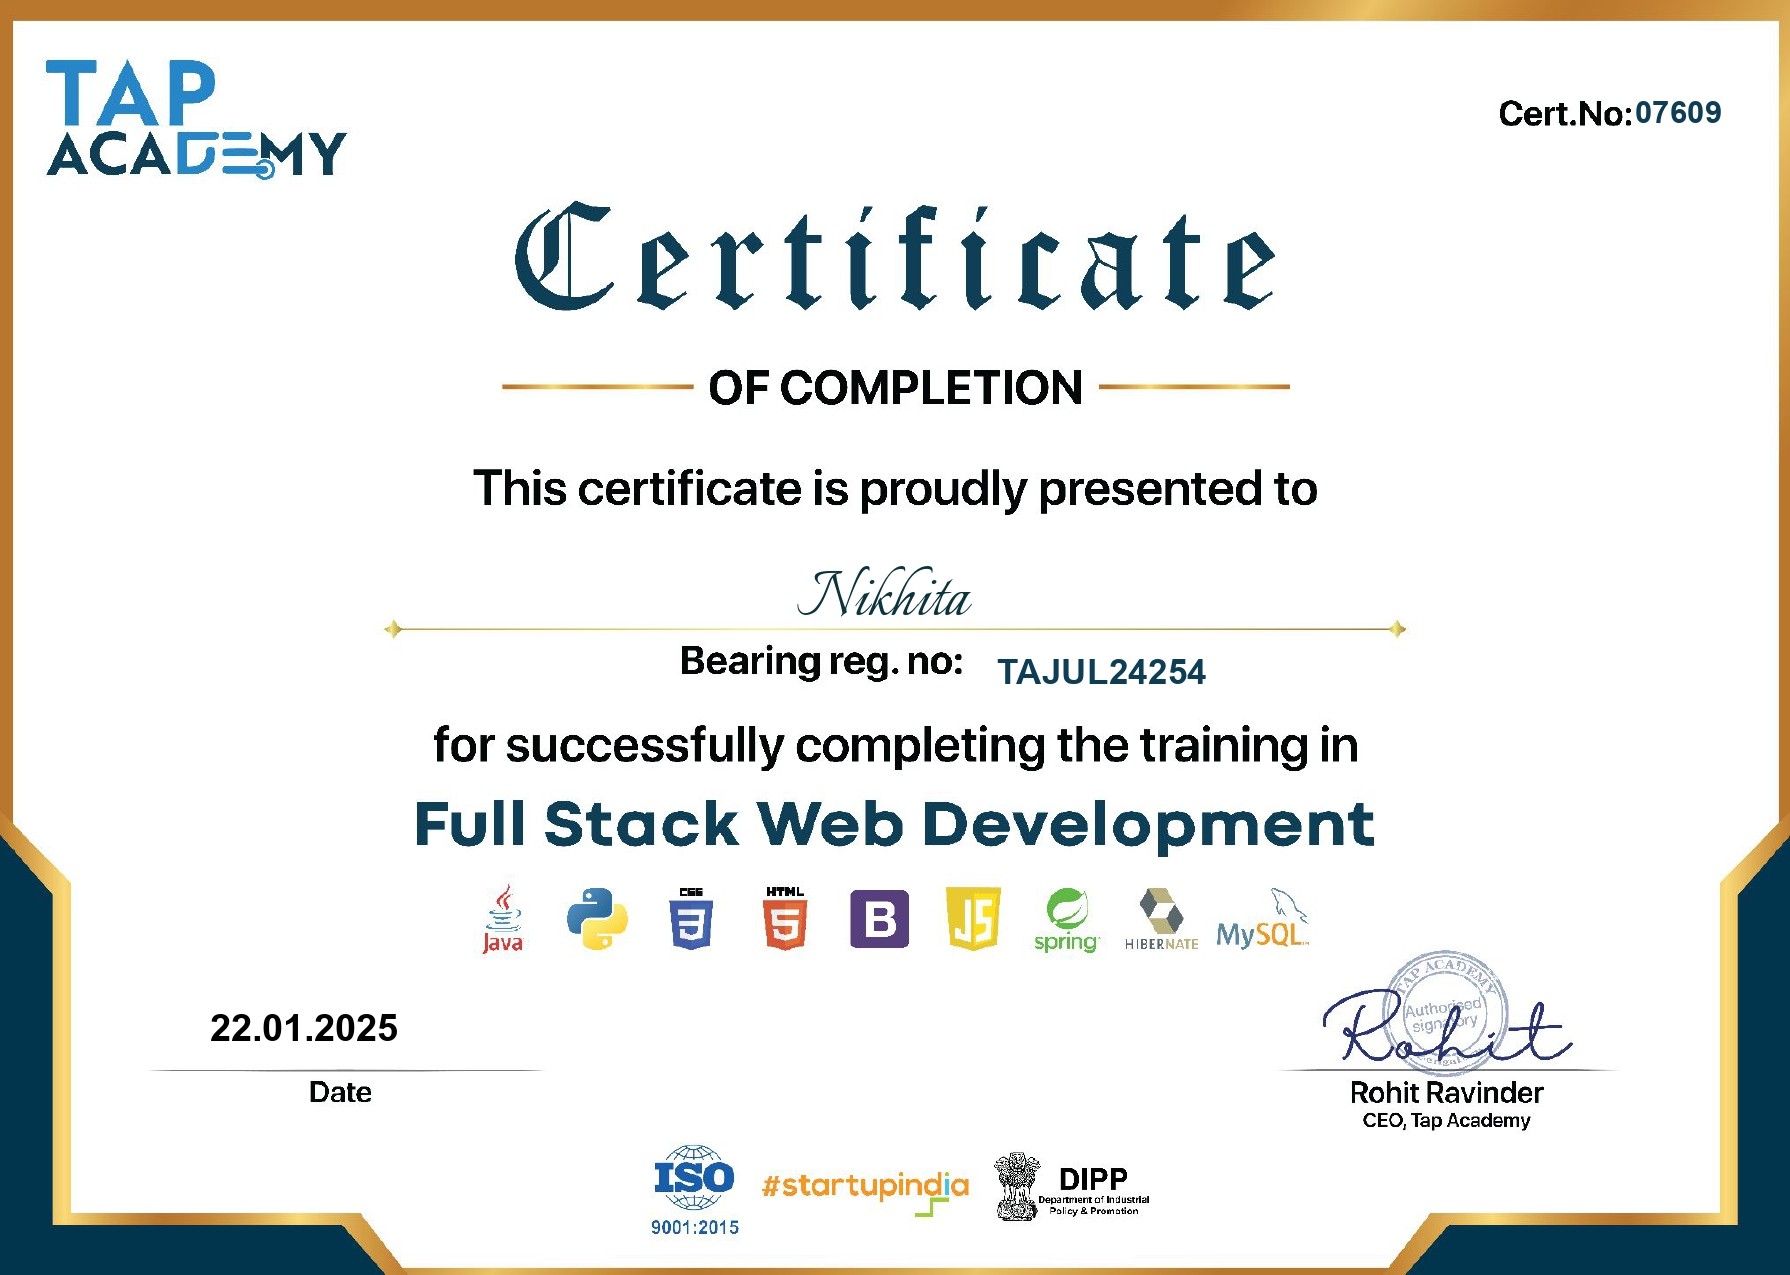 TAP
ACADEMY
Cert.No:07609
Certificate
OF COMPLETION
This certificate is proudly presented to
Nikhita
Bearing reg. no: TAJUL24254
for successfully completing the training in
Full Stack Web Development
Java
CSS
3
HTML
5
B
JS
spring
HIBERNATE
MySQL
TAP ACADEMY
Authorised
signatory
Rohit
22.01.2025
Date
Rohit Ravinder
CEO, Tap Academy
ISO
9001:2015
#startupindia
DIPP
Department of Industrial
Policy & Promotion